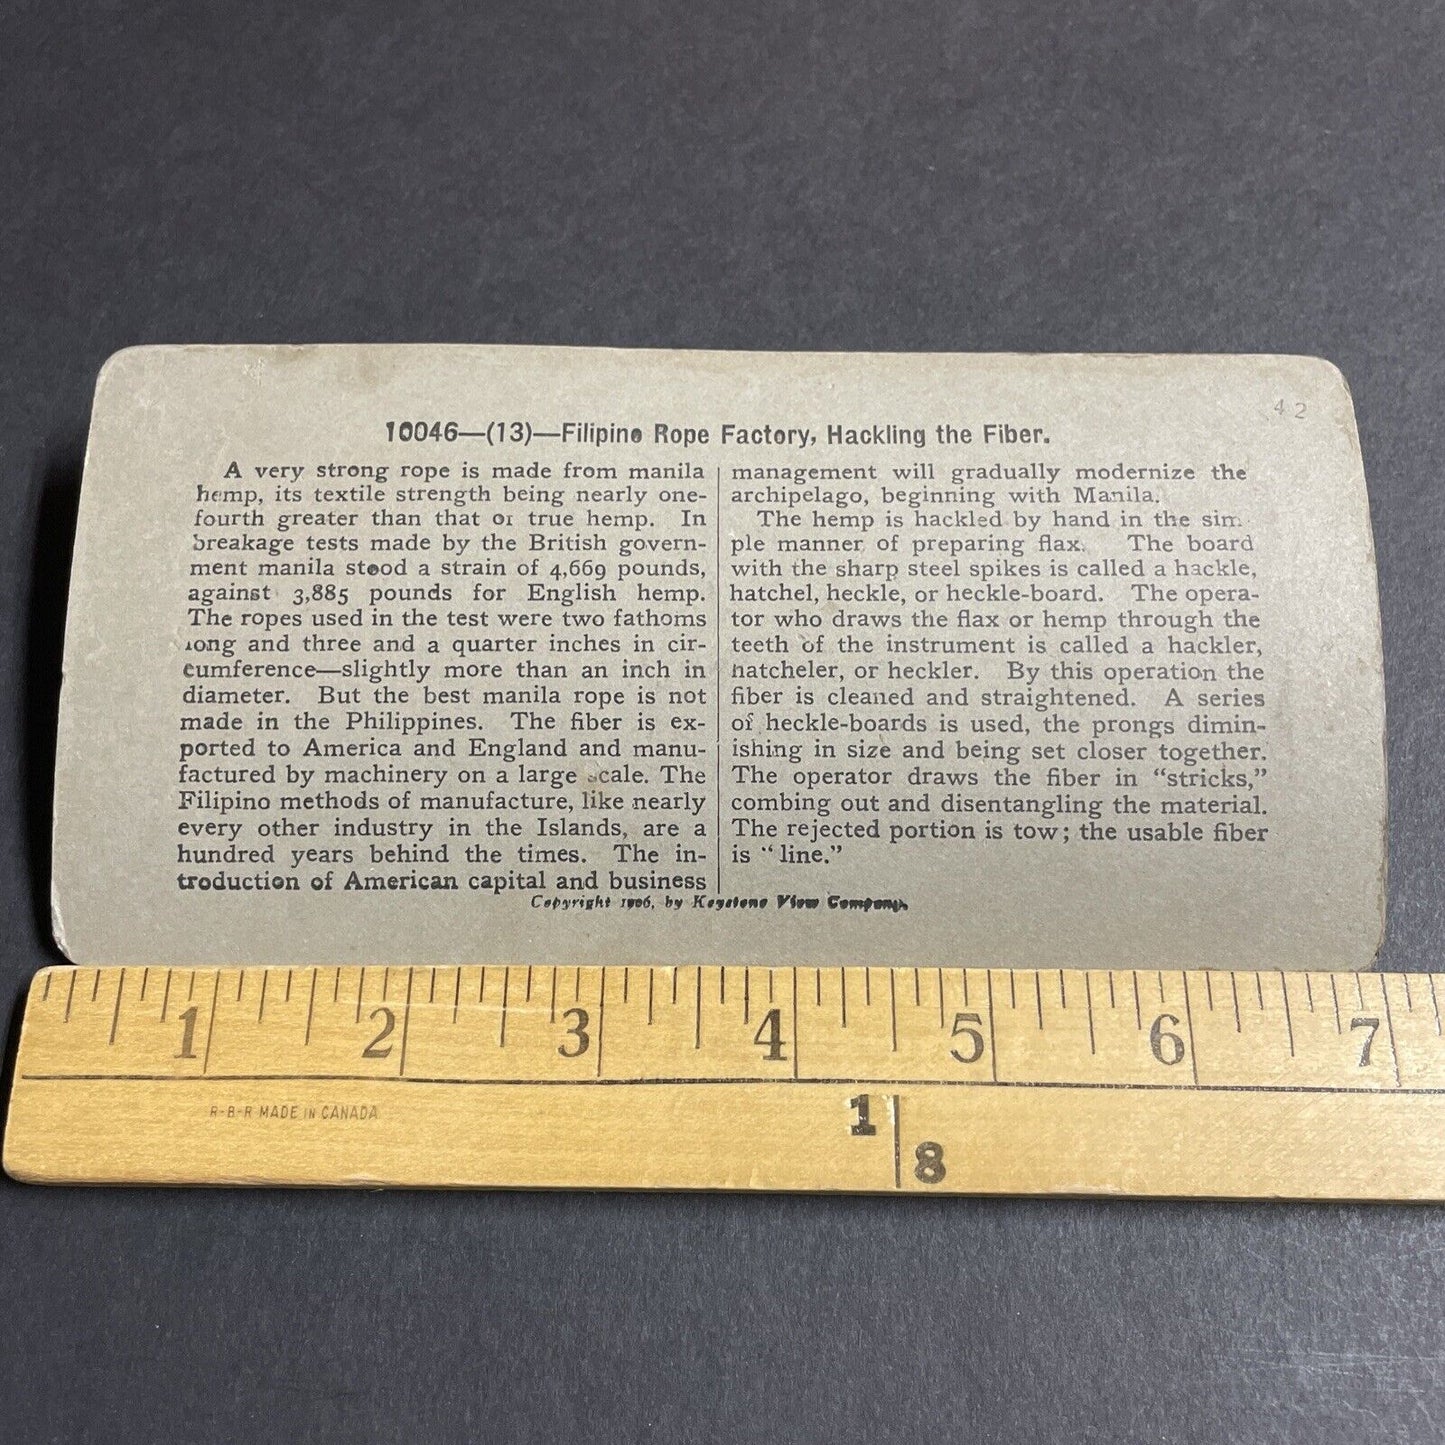 42
10046—(13)—Filipino Rope Factory, Hackling the Fiber.
A very strong rope is made from manila
hemp, its textile strength being nearly one-
fourth greater than that of true hemp. In
breakage tests made by the British govern-
ment manila stood a strain of 4,669 pounds,
against 3,885 pounds for English hemp.
The ropes used in the test were two fathoms
long and three and a quarter inches in cir-
cumference—slightly more than an inch in
diameter. But the best manila rope is not
made in the Philippines. The fiber is ex-
ported to America and England and manu-
factured by machinery on a large scale. The
Filipino methods of manufacture, like nearly
every other industry in the Islands, are a
hundred years behind the times. The in-
troduction of American capital and business
management will gradually modernize the
archipelago, beginning with Manila.
The hemp is hackled by hand in the sim-
ple manner of preparing flax. The board
with the sharp steel spikes is called a hackle,
hatchel, heckle, or heckle-board. The opera-
tor who draws the flax or hemp through the
teeth of the instrument is called a hackler,
hatcheler, or heckler. By this operation the
fiber is cleaned and straightened. A series
of heckle-boards is used, the prongs dimin-
ishing in size and being set closer together.
The operator draws the fiber in “stricks,”
combing out and disentangling the material.
The rejected portion is tow; the usable fiber
is “line.”
Copyright 1906, by Keystone View Company.
1 2 3 4 5 6 7
R-B-R MADE IN CANADA
1 8